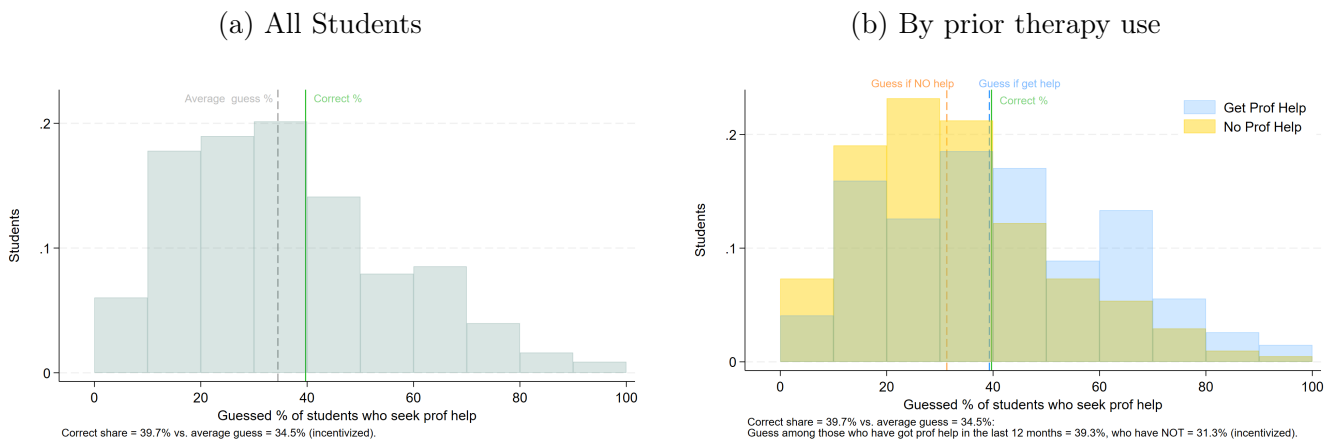 (a) All Students
Average guess %
Correct %
.2
.1
0
Students
0 20 40 60 80 100
Guessed % of students who seek prof help
Correct share = 39.7% vs. average guess = 34.5% (incentivized).
(b) By prior therapy use
Guess if NO help
Guess if get help
Correct %
Get Prof Help
No Prof Help
.2
.1
0
Students
0 20 40 60 80 100
Guessed % of students who seek prof help
Correct share = 39.7% vs. average guess = 34.5%:
Guess among those who have got prof help in the last 12 months = 39.3%, who have NOT = 31.3% (incentivized).